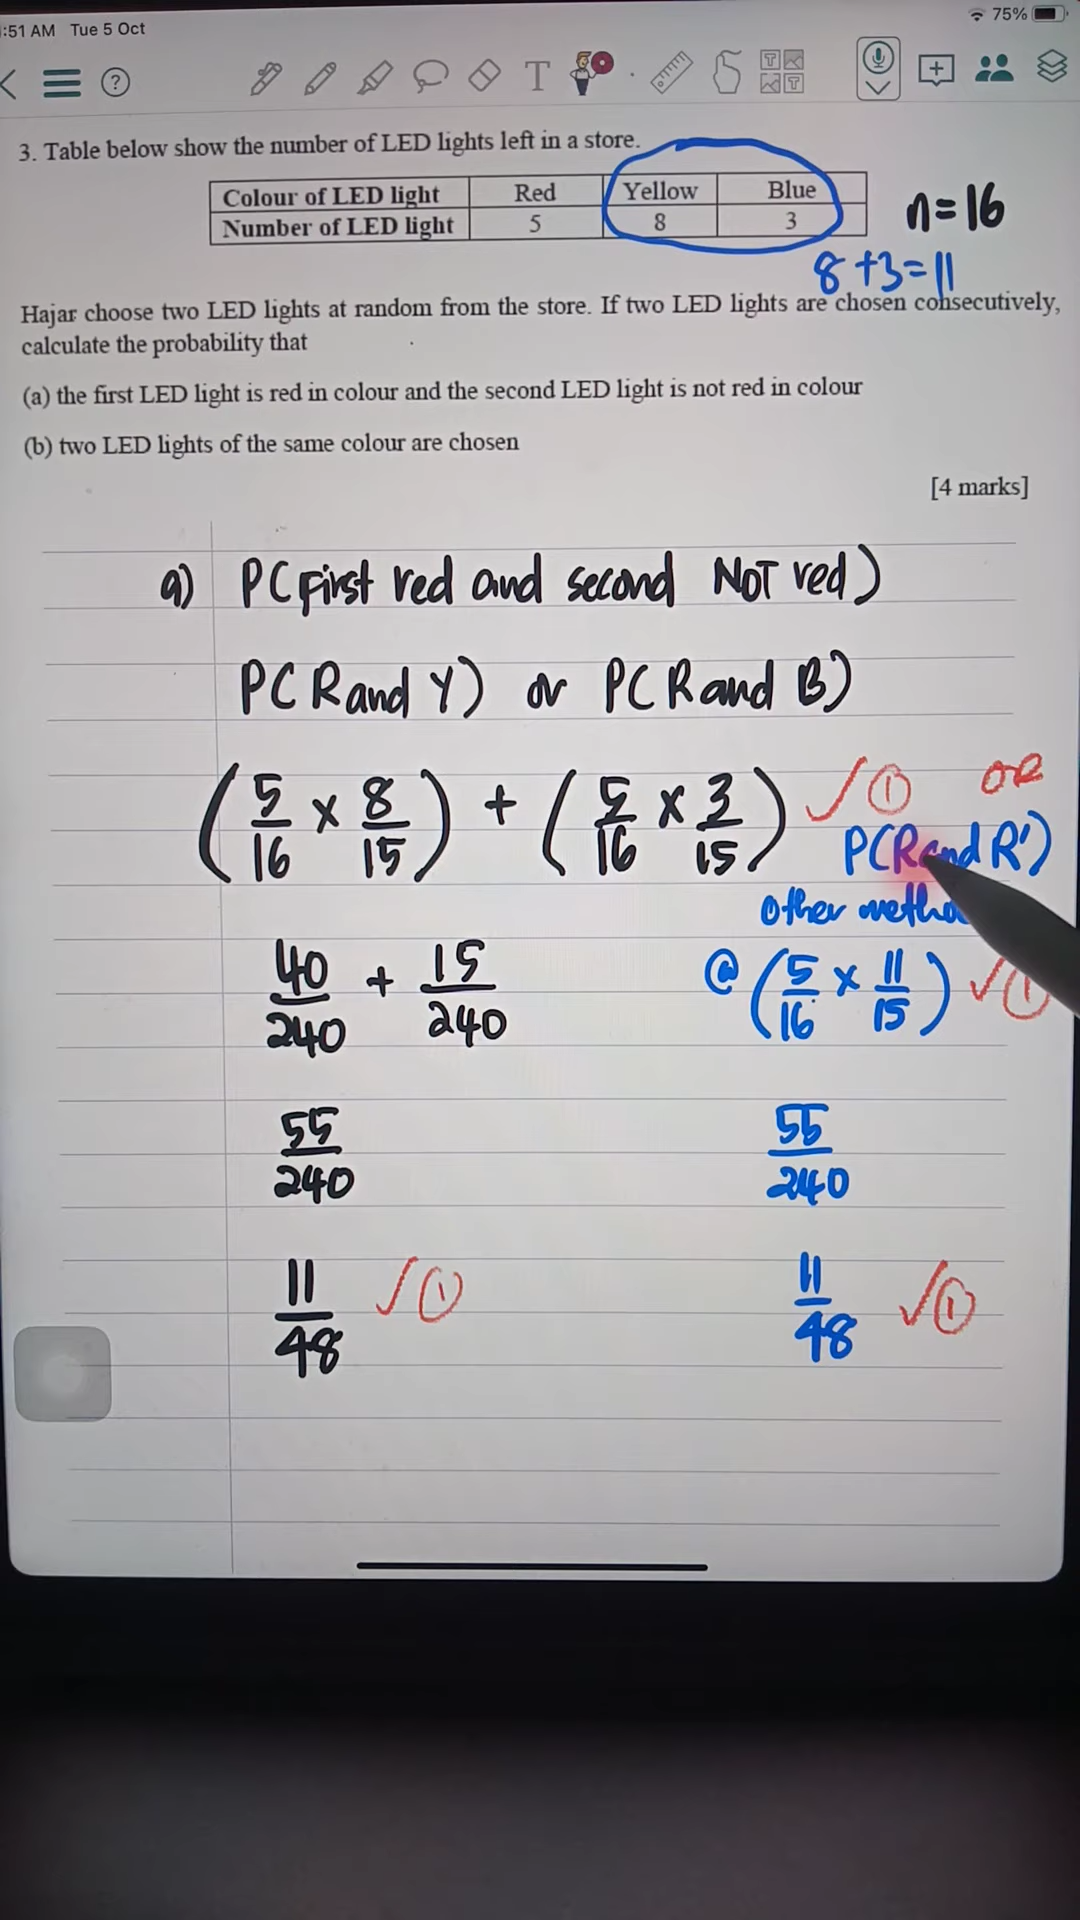 :51 AM Tue 5 Oct
75%
T
3. Table below show the number of LED lights left in a store.
Colour of LED light Red Yellow Blue
Number of LED light 5 8 3
n=16
8+3=11
Hajar choose two LED lights at random from the store. If two LED lights are chosen consecutively,
calculate the probability that
(a) the first LED light is red in colour and the second LED light is not red in colour
(b) two LED lights of the same colour are chosen
[4 marks]
a) P(First red and second NOT red)
P(R and Y) or P(R and B)
(5/16 × 8/15) + (5/16 × 3/15) ✓① OR
P(R and R')
Other
40/240 + 15/240 @ (5/16 × 11/15) ✓①
55/240 55/240
11/48 ✓① 11/48 ✓①